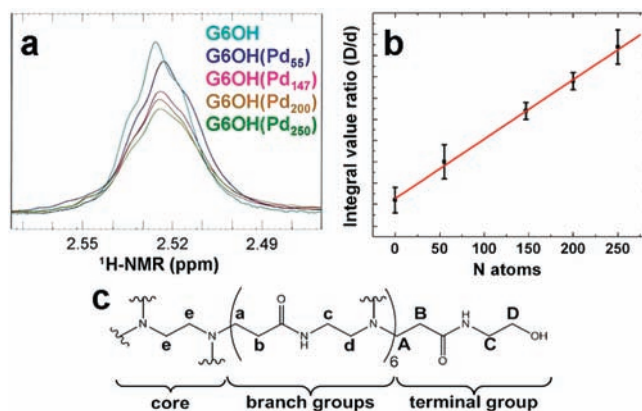 a
G6OH
G6OH(Pd55)
G6OH(Pd147)
G6OH(Pd200)
G6OH(Pd250)
2.55 2.52 2.49
¹H-NMR (ppm)
b
Integral value ratio (D/d)
0 50 100 150 200 250
N atoms
c
O
N e e N a b N H c d N 6 A B O H N C D OH
core branch groups terminal group